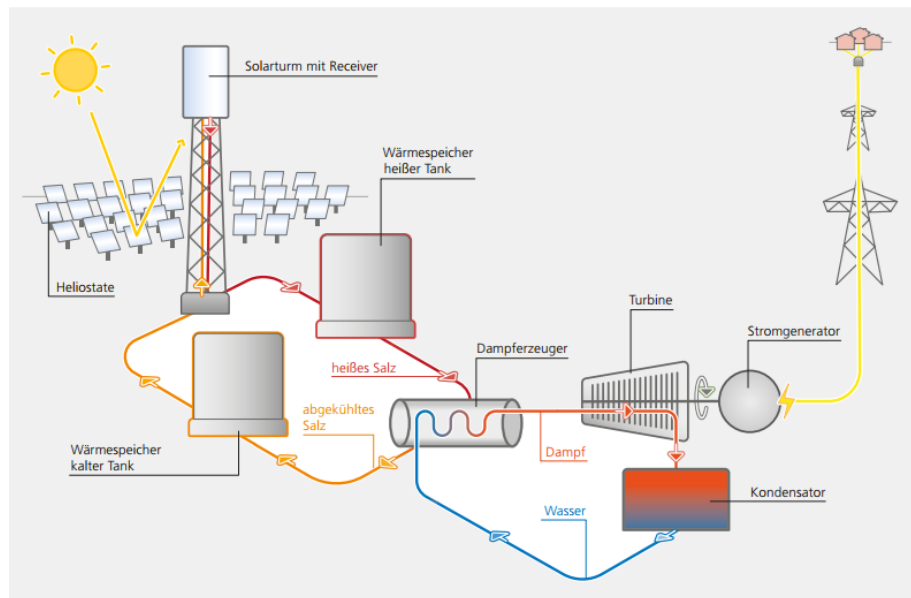 Solarturm mit Receiver
Wärmespeicher
heißer Tank
Heliostate
Turbine
Stromgenerator
Dampferzeuger
heißes Salz
abgekühltes
Salz
Wärmespeicher
kalter Tank
Dampf
Kondensator
Wasser